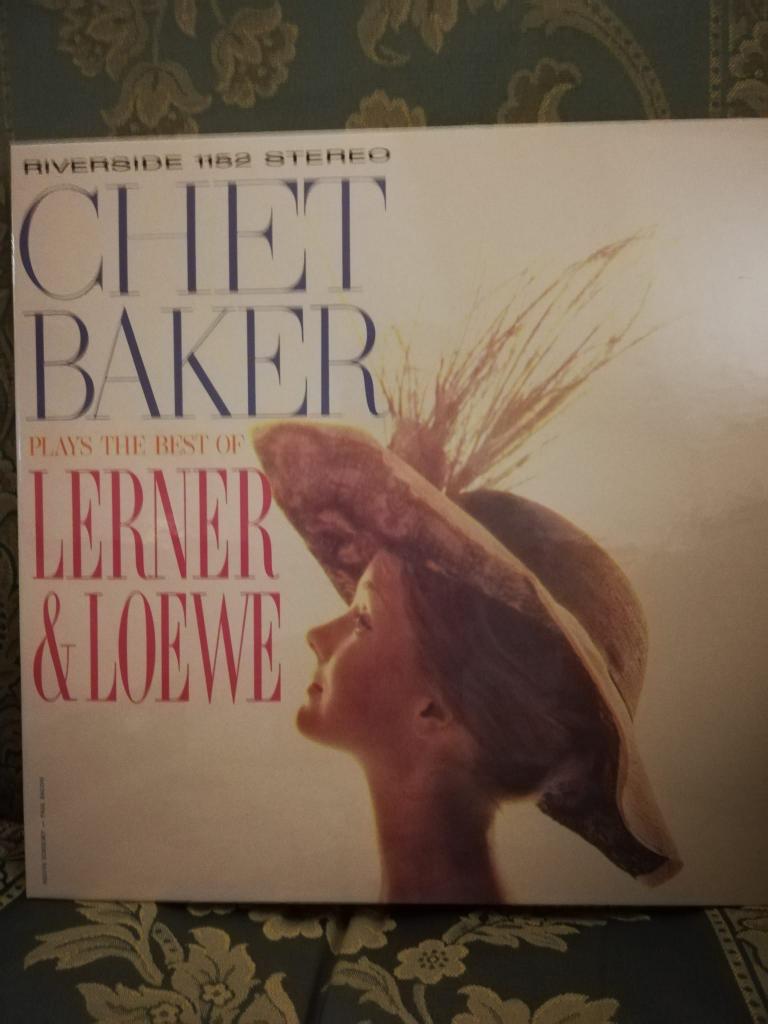 RIVERSIDE 1152 STEREO
CHET
BAKER
PLAYS THE BEST OF
LERNER
& LOEWE